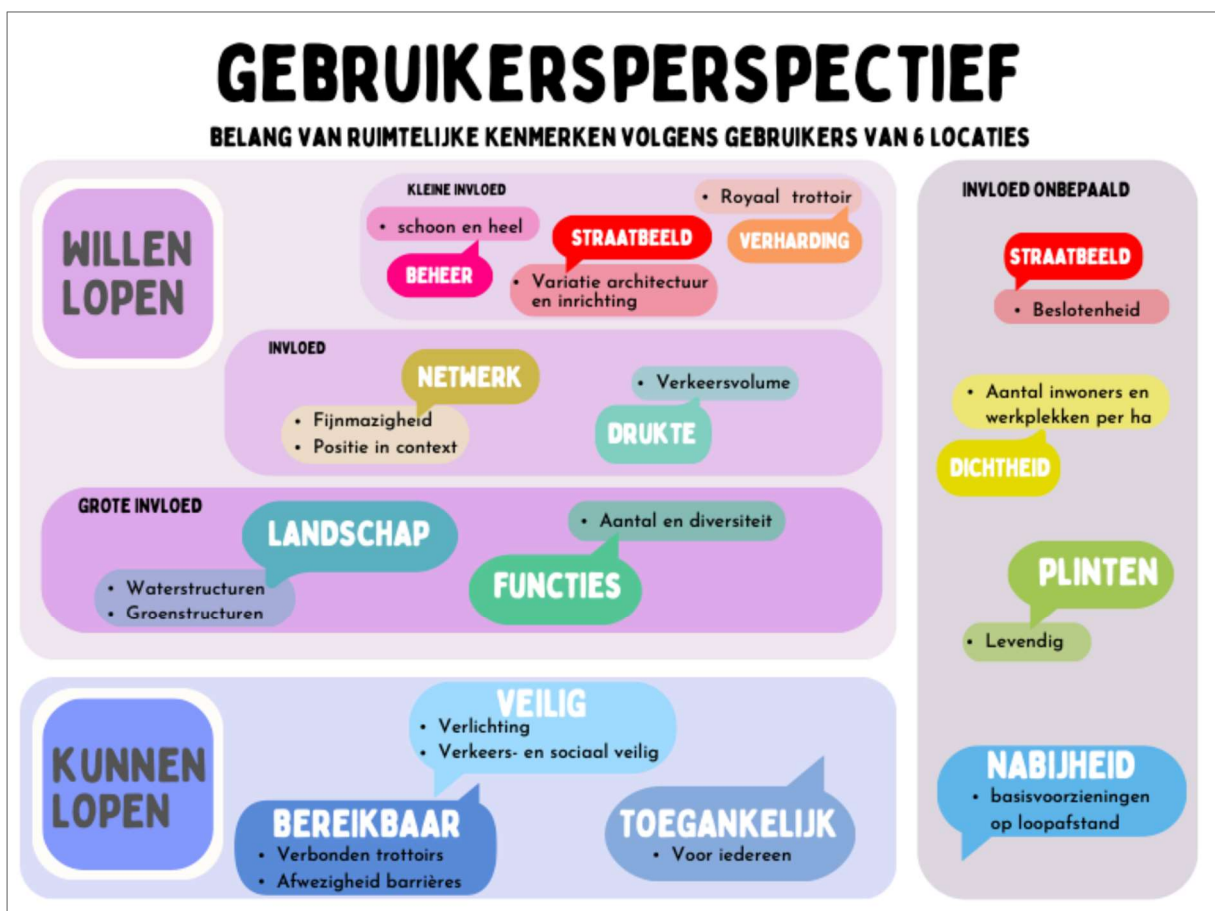 GEBRUIKERSPERSPECTIEF
BELANG VAN RUIMTELIJKE KENMERKEN VOLGENS GEBRUIKERS VAN 6 LOCATIES
WILLEN
LOPEN
KLEINE INVLOED
• schoon en heel
BEHEER
STRAATBEELD
• Variatie architectuur
en inrichting
• Royaal trottoir
VERHARDING
INVLOED
NETWERK
• Fijnmazigheid
• Positie in context
• Verkeersvolume
DRUKTE
GROTE INVLOED
LANDSCHAP
• Waterstructuren
• Groenstructuren
• Aantal en diversiteit
FUNCTIES
KUNNEN
LOPEN
VEILIG
• Verlichting
• Verkeers- en sociaal veilig
BEREIKBAAR
• Verbonden trottoirs
• Afwezigheid barrières
TOEGANKELIJK
• Voor iedereen
INVLOED ONBEPAALD
STRAATBEELD
• Beslotenheid
• Aantal inwoners en
werkplekken per ha
DICHTHEID
PLINTEN
• Levendig
NABIJHEID
• basisvoorzieningen
op loopafstand